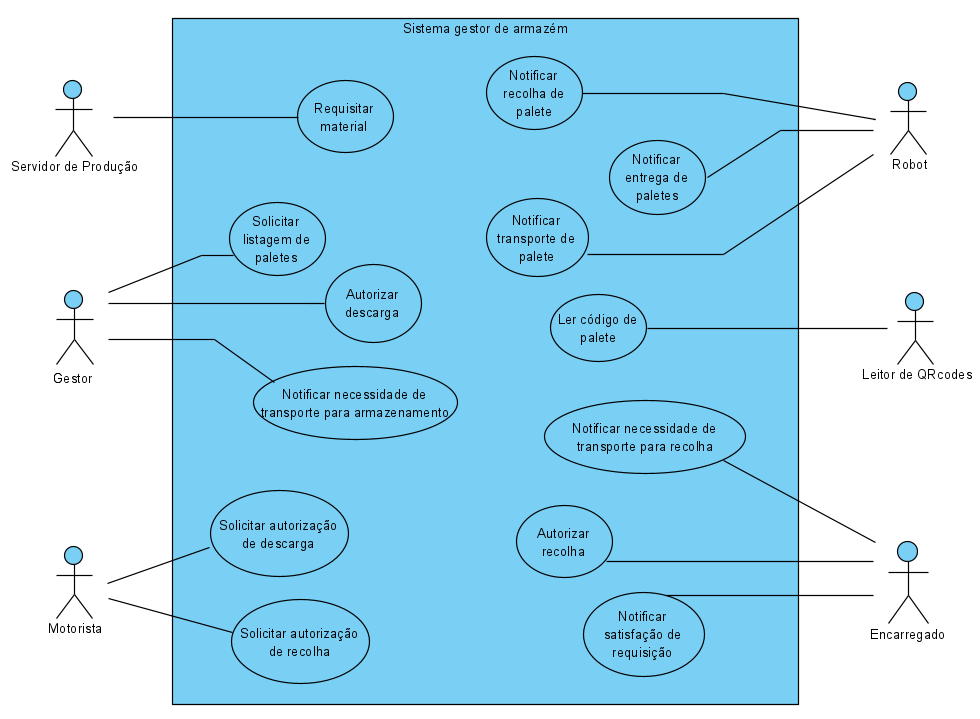 Sistema gestor de armazém
Servidor de Produção
Requisitar
material
Notificar
recolha de
palete
Robot
Notificar
entrega de
paletes
Solicitar
listagem de
paletes
Notificar
transporte de
palete
Autorizar
descarga
Gestor
Ler código de
palete
Leitor de QRcodes
Notificar necessidade de
transporte para armazenamento
Notificar necessidade de
transporte para recolha
Solicitar autorização
de descarga
Autorizar
recolha
Motorista
Solicitar autorização
de recolha
Notificar
satisfação de
requisição
Encarregado